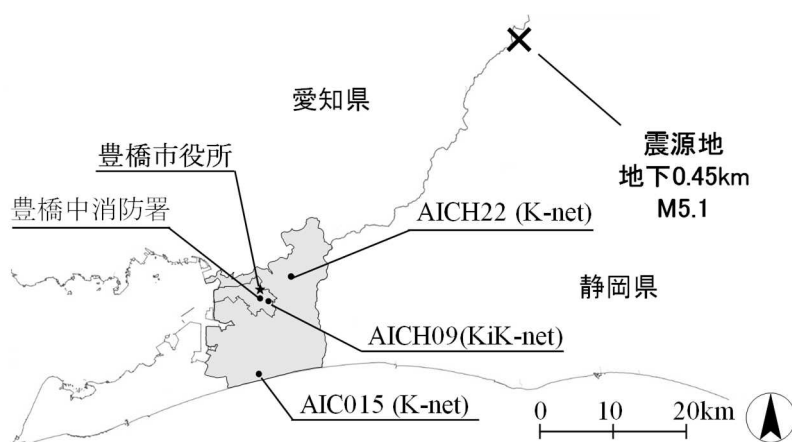 愛知県
震源地
地下0.45km
M5.1
豊橋市役所
豊橋中消防署
AICH22 (K-net)
静岡県
AICH09(KiK-net)
AIC015 (K-net)
0 10 20km